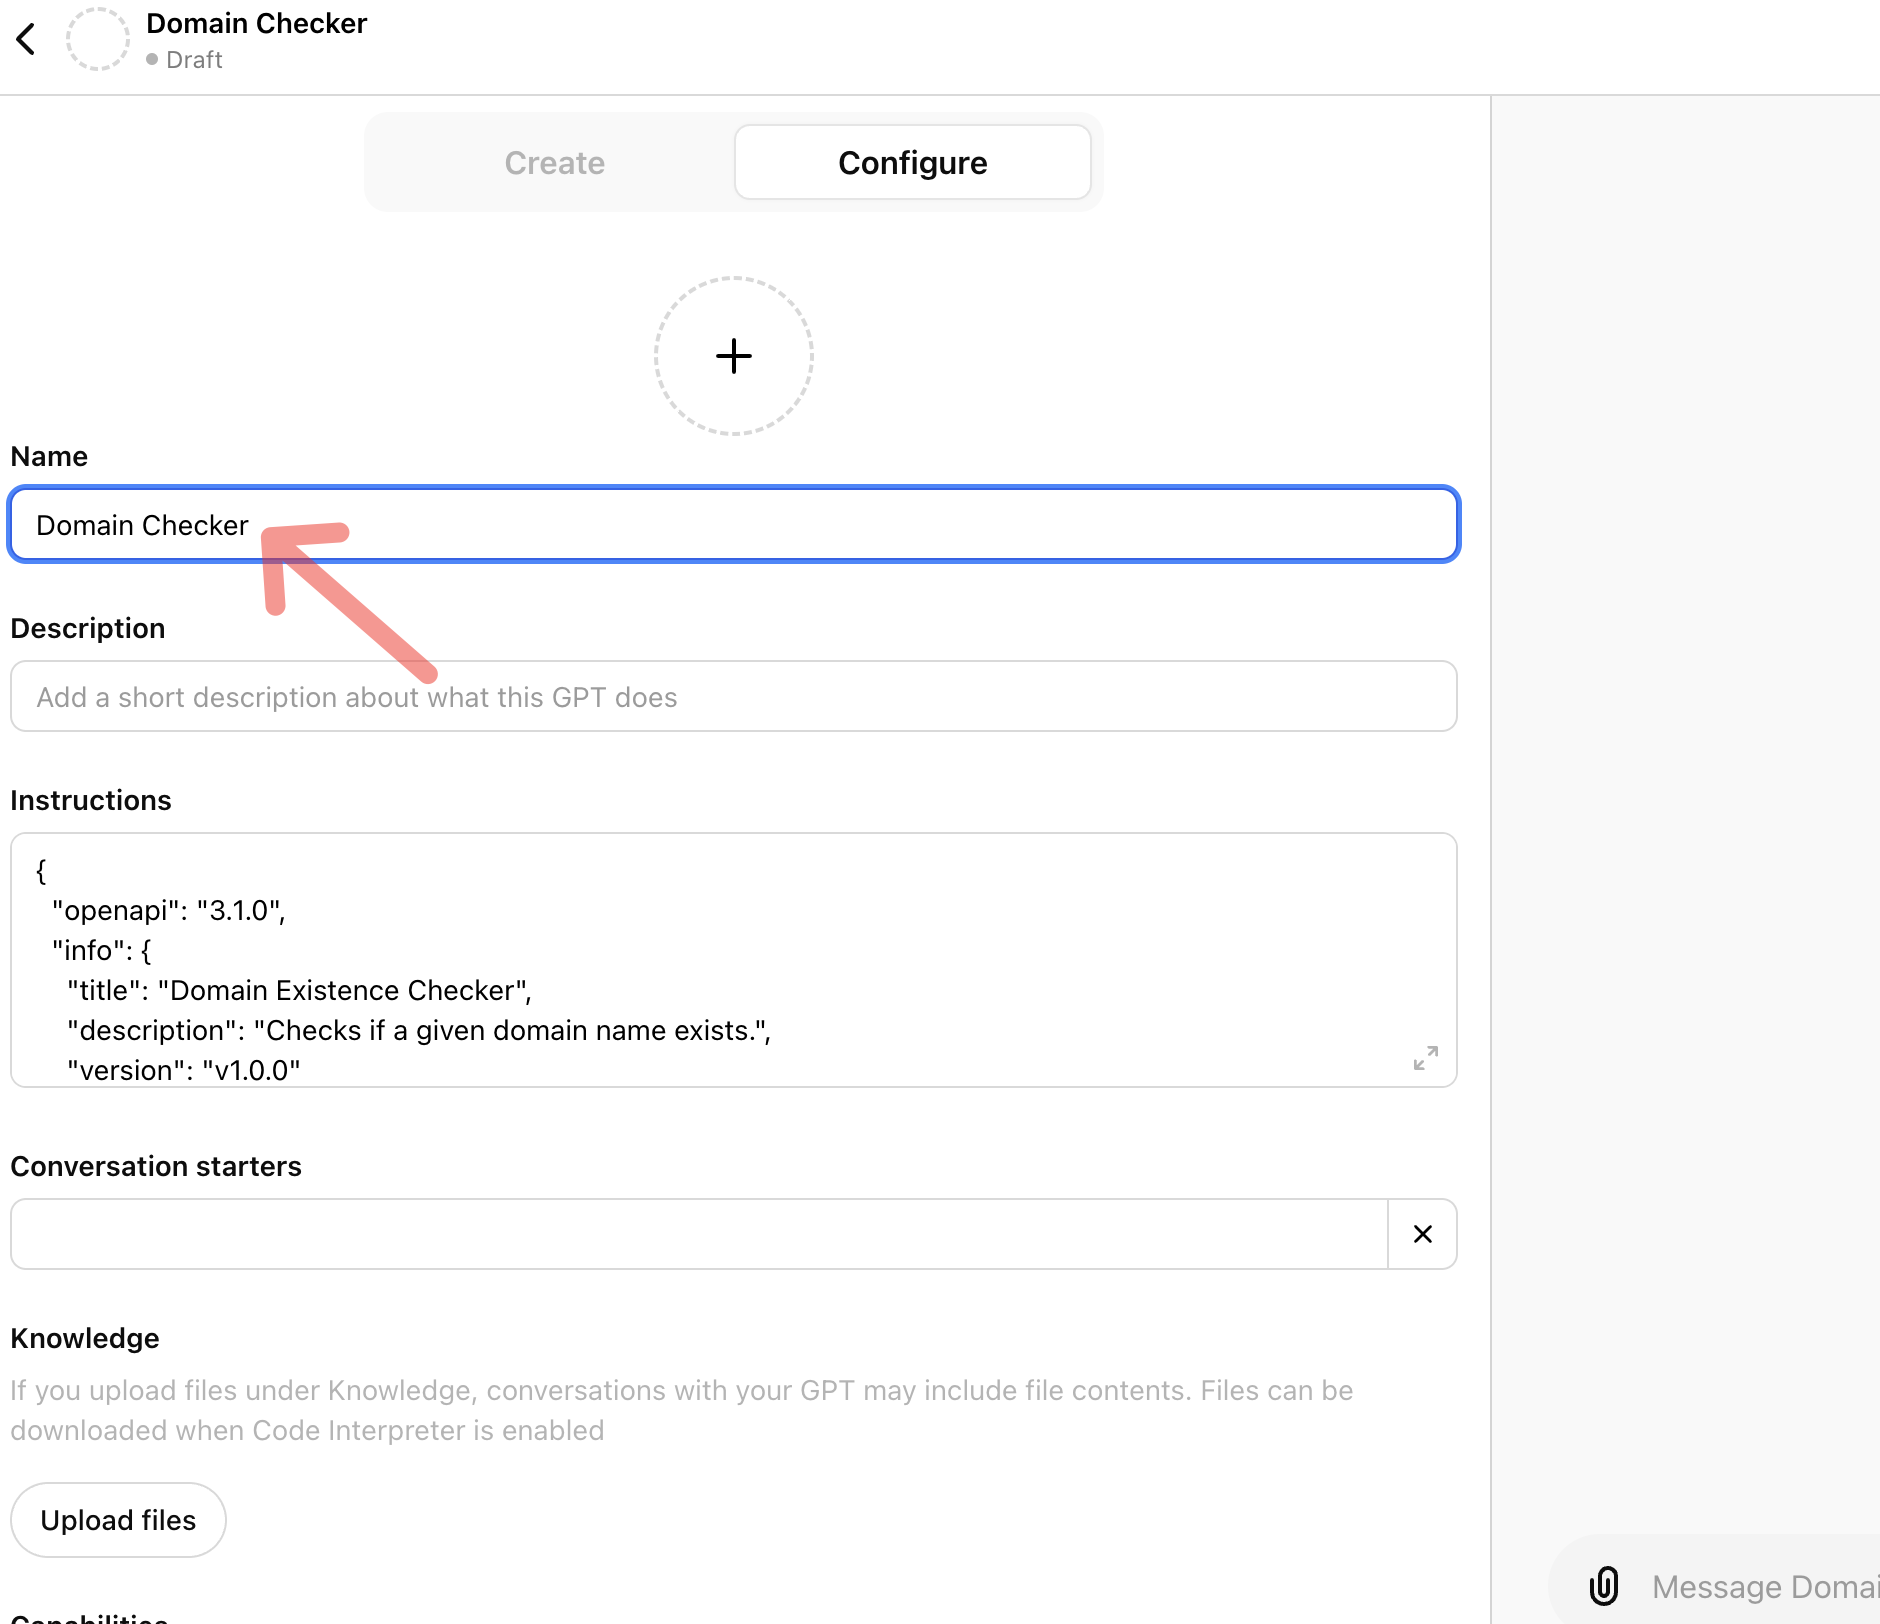 Domain Checker
Draft
Create
Configure
Name
Domain Checker
Description
Add a short description about what this GPT does
Instructions
{
"openapi": "3.1.0",
"info": {
"title": "Domain Existence Checker",
"description": "Checks if a given domain name exists.",
"version": "v1.0.0"
Conversation starters
Knowledge
If you upload files under Knowledge, conversations with your GPT may include file contents. Files can be
downloaded when Code Interpreter is enabled
Upload files
Capabilities
Message Domai